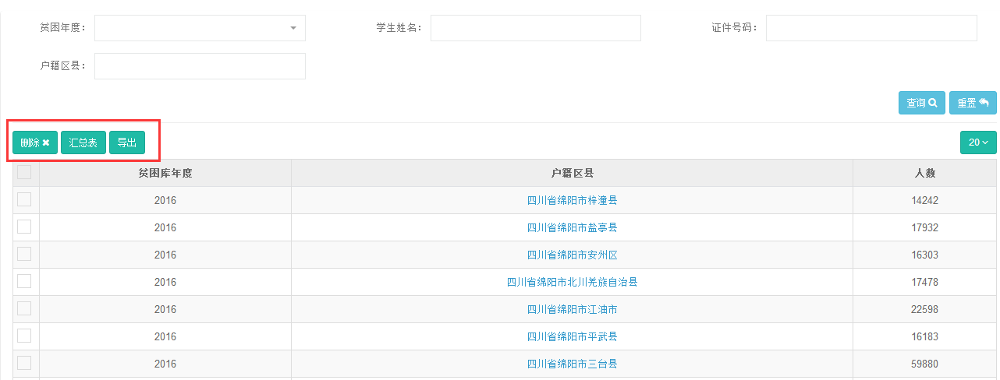 贫困年度： 学生姓名： 证件号码：
户籍区县：
查询 重置
删除 汇总表 导出 20
贫困库年度 户籍区县 人数
2016 四川省绵阳市梓潼县 14242
2016 四川省绵阳市盐亭县 17932
2016 四川省绵阳市安州区 16303
2016 四川省绵阳市北川羌族自治县 17478
2016 四川省绵阳市江油市 22598
2016 四川省绵阳市平武县 16183
2016 四川省绵阳市三台县 59880